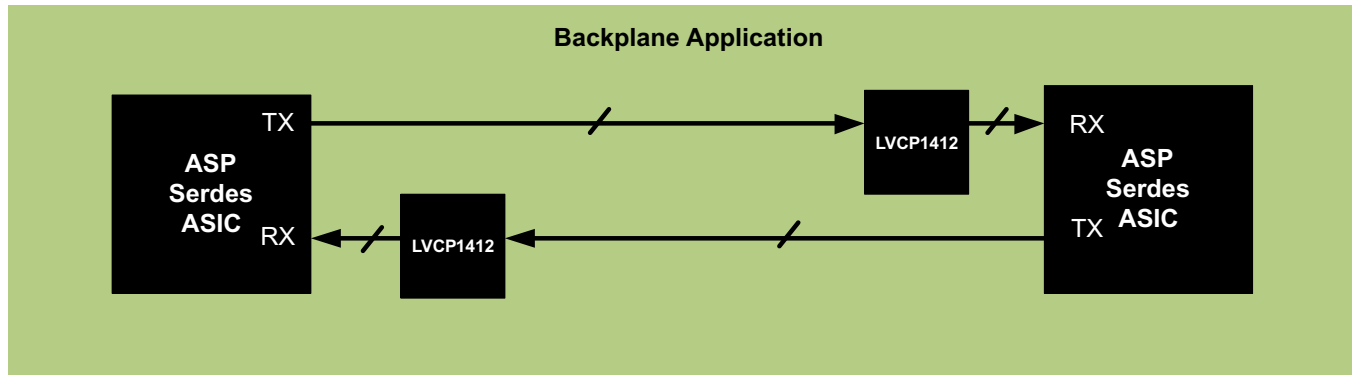 Backplane Application
TX
ASP
Serdes
ASIC
RX
LVCP1412
LVCP1412
RX
ASP
Serdes
ASIC
TX